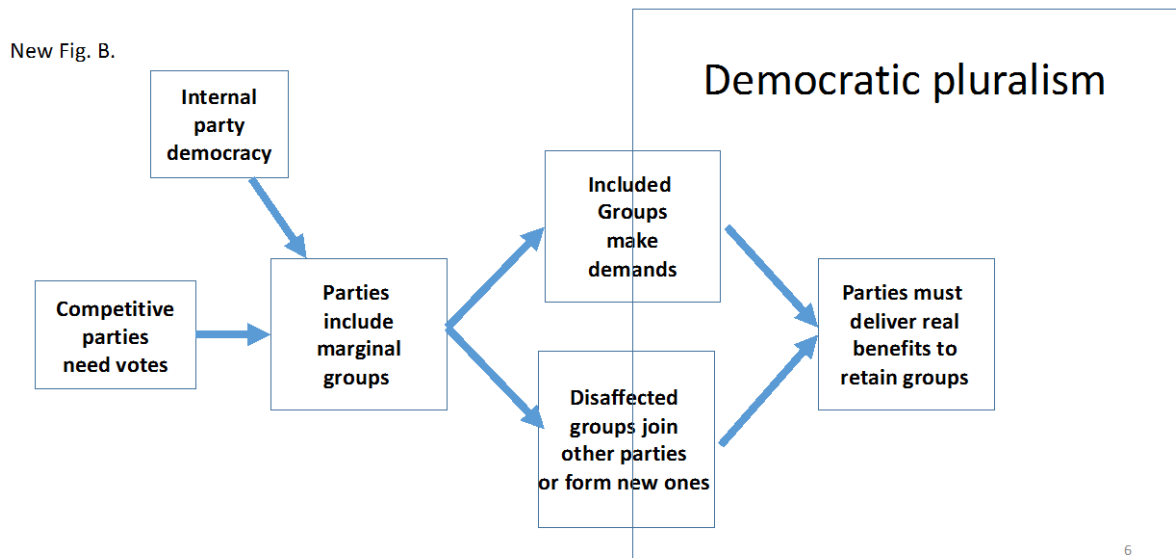 New Fig. B.
Democratic pluralism
Internal
party
democracy
Competitive
parties
need votes
Parties
include
marginal
groups
Included
Groups
make
demands
Disaffected
groups join
other parties
or form new ones
Parties must
deliver real
benefits to
retain groups
6